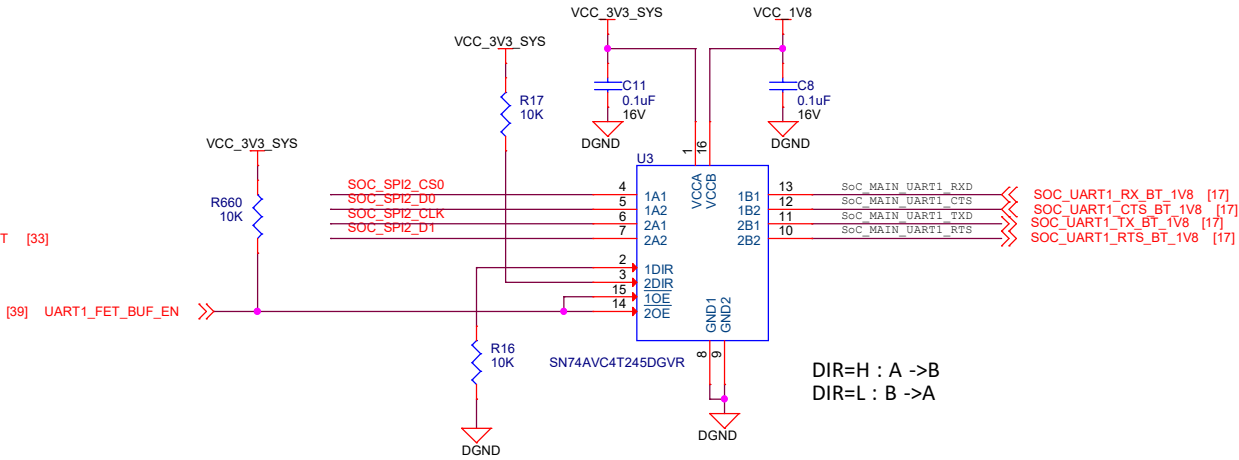 VCC_3V3_SYS
VCC_1V8
VCC_3V3_SYS
C11
0.1uF
16V
C8
0.1uF
16V
R17
10K
DGND
DGND
VCC_3V3_SYS
1
16
U3
VCCA
VCCB
R660
10K
SOC_SPI2_CS0
4
1A1
1B1
13
SoC_MAIN_UART1_RXD
SOC_UART1_RX_BT_1V8 [17]
SOC_SPI2_D0
5
1A2
1B2
12
SoC_MAIN_UART1_CTS
SOC_UART1_CTS_BT_1V8 [17]
SOC_SPI2_CLK
6
2A1
2B1
11
SoC_MAIN_UART1_TXD
SOC_UART1_TX_BT_1V8 [17]
SOC_SPI2_D1
7
2A2
2B2
10
SoC_MAIN_UART1_RTS
SOC_UART1_RTS_BT_1V8 [17]
T [33]
2
1DIR
3
2DIR
15
1OE
14
2OE
[39] UART1_FET_BUF_EN
GND1
GND2
8
9
R16
10K
SN74AVC4T245DGVR
DIR=H : A ->B
DIR=L : B ->A
DGND
DGND